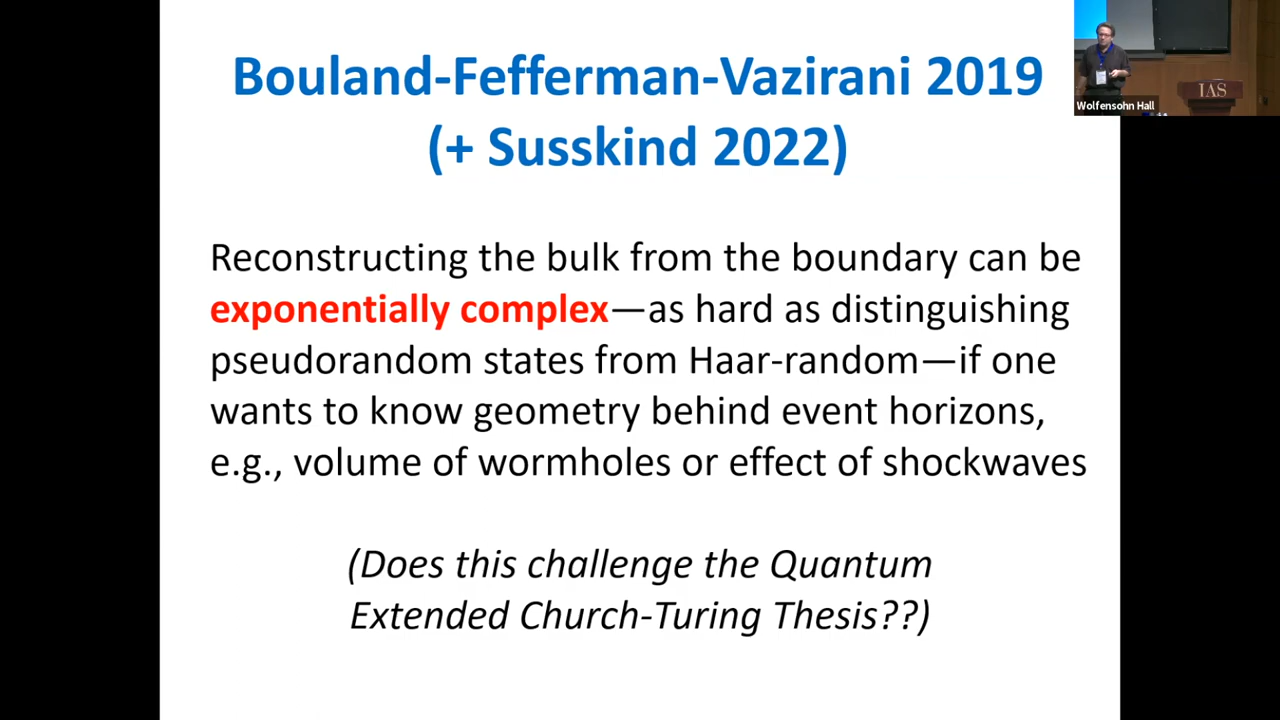 Bouland-Fefferman-Vazirani 2019
(+ Susskind 2022)
Reconstructing the bulk from the boundary can be
exponentially complex—as hard as distinguishing
pseudorandom states from Haar-random—if one
wants to know geometry behind event horizons,
e.g., volume of wormholes or effect of shockwaves
(Does this challenge the Quantum
Extended Church-Turing Thesis??)
IAS
Wolfensohn Hall